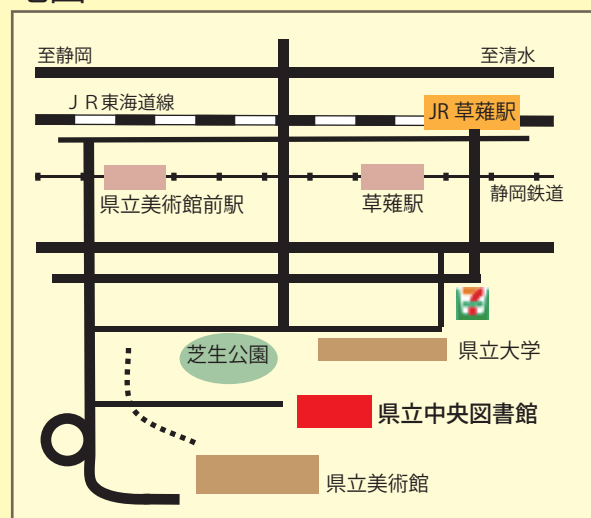 至静岡
至清水
ＪＲ東海道線
JR 草薙駅
県立美術館前駅
草薙駅
静岡鉄道
芝生公園
県立大学
県立中央図書館
県立美術館